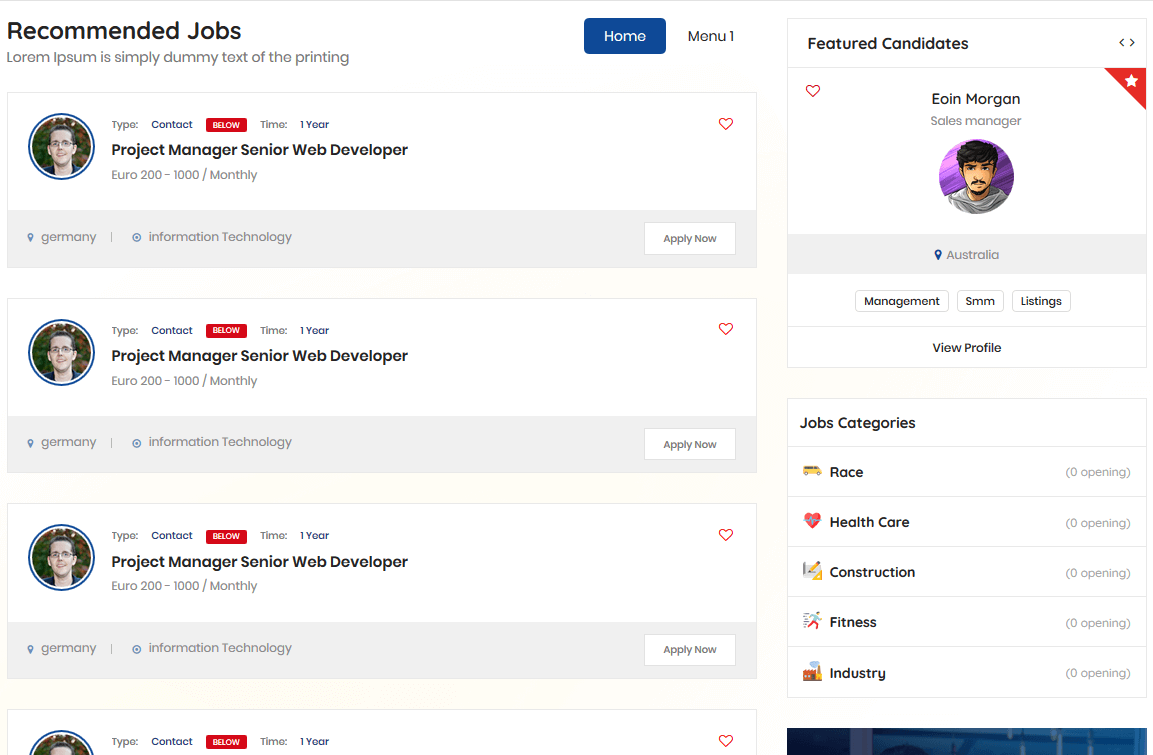 Recommended Jobs
Lorem Ipsum is simply dummy text of the printing
Home Menu 1
Type: Contact BELOW Time: 1 Year
Project Manager Senior Web Developer
Euro 200 - 1000 / Monthly
germany | information Technology
Apply Now
Type: Contact BELOW Time: 1 Year
Project Manager Senior Web Developer
Euro 200 - 1000 / Monthly
germany | information Technology
Apply Now
Type: Contact BELOW Time: 1 Year
Project Manager Senior Web Developer
Euro 200 - 1000 / Monthly
germany | information Technology
Apply Now
Type: Contact BELOW Time: 1 Year
Featured Candidates
Eoin Morgan
Sales manager
Australia
Management Smm Listings
View Profile
Jobs Categories
Race (0 opening)
Health Care (0 opening)
Construction (0 opening)
Fitness (0 opening)
Industry (0 opening)